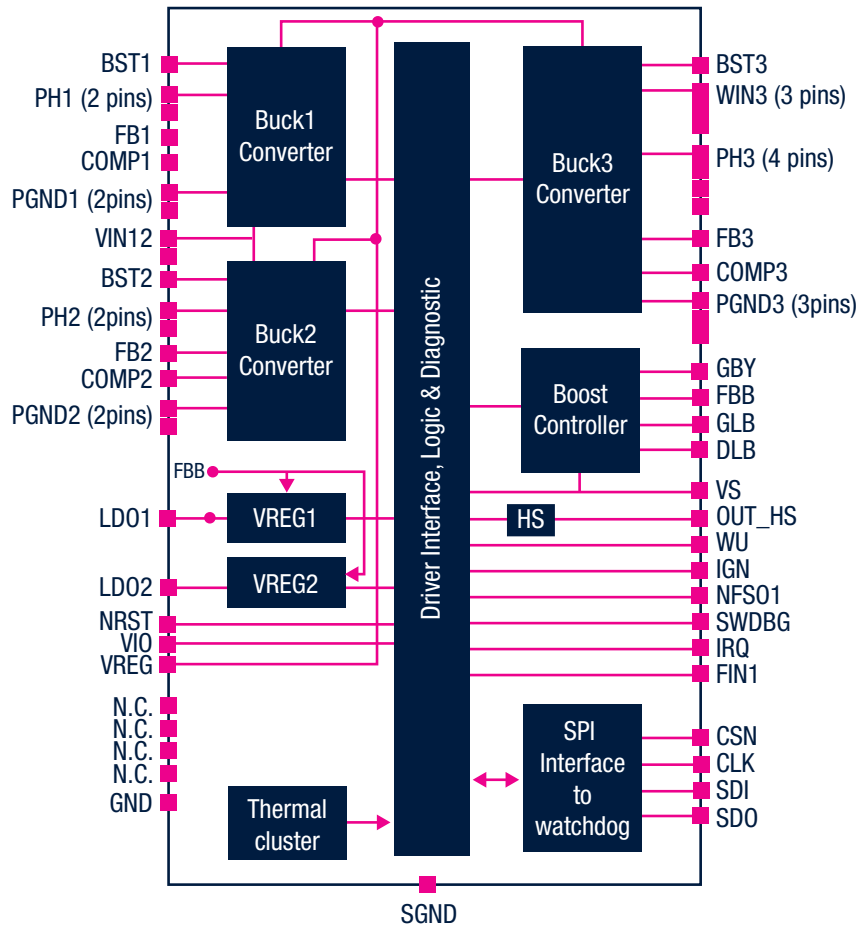 BST1
PH1 (2 pins)
FB1
COMP1
PGND1 (2pins)
VIN12
BST2
PH2 (2pins)
FB2
COMP2
PGND2 (2pins)
FBB
LDO1
LDO2
NRST
VIO
VREG
N.C.
N.C.
N.C.
N.C.
GND
Buck1
Converter
Buck2
Converter
VREG1
VREG2
Thermal
cluster
Driver Interface, Logic & Diagnostic
Buck3
Converter
Boost
Controller
HS
SPI
Interface
to
watchdog
BST3
WIN3 (3 pins)
PH3 (4 pins)
FB3
COMP3
PGND3 (3pins)
GBY
FBB
GLB
DLB
VS
OUT_HS
WU
IGN
NFSO1
SWDBG
IRQ
FIN1
CSN
CLK
SDI
SDO
SGND